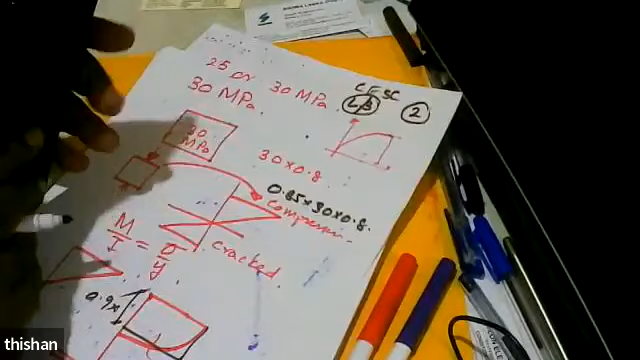 25 or 30 MPa.
30 MPa.
CESC
2
30
MPa
30×0.8
0.85×30×0.8.
M/I = σ/y
cracked.
0.9x
thishan